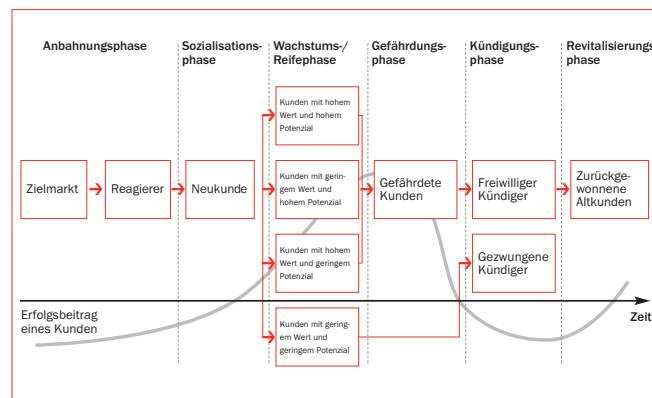 Anbahnungsphase
Sozialisations-
phase
Wachstums-/
Reifephase
Gefährdungs-
phase
Kündigungs-
phase
Revitalisierungs
phase
Kunden mit hohem
Wert und hohem
Potenzial
Zielmarkt
Reagierer
Neukunde
Kunden mit gerin-
gem Wert und
hohem Potenzial
Gefährdete
Kunden
Freiwilliger
Kündiger
Zurückge-
wonnene
Altkunden
Kunden mit hohem
Wert und geringem
Potenzial
Gezwungene
Kündiger
Erfolgsbeitrag
eines Kunden
Zeit
Kunden mit gering-
em Wert und
geringem Potenzial